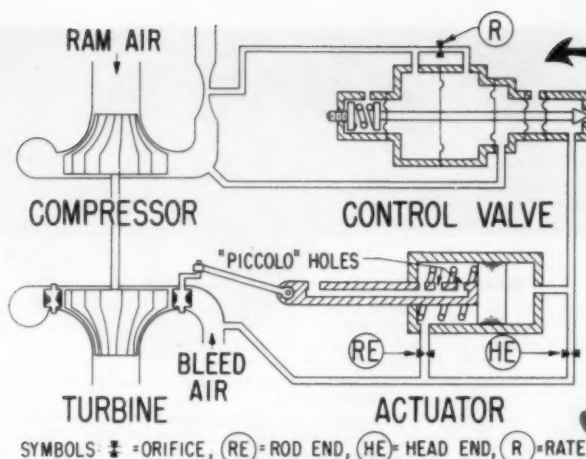 RAM AIR
R
COMPRESSOR
CONTROL VALVE
"PICCOLO" HOLES
RE
HE
BLEED
AIR
TURBINE
ACTUATOR
SYMBOLS: = ORIFICE, (RE)= ROD END, (HE)= HEAD END, (R)= RATE